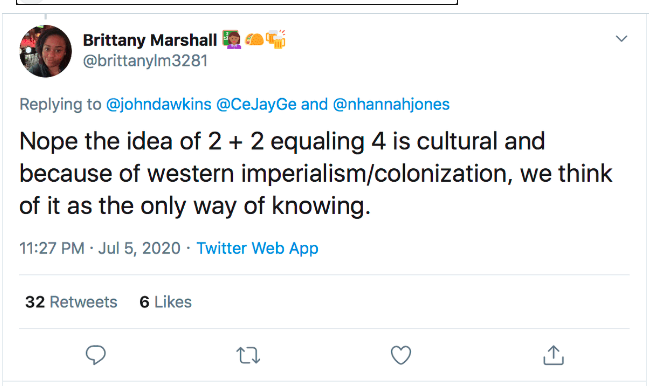 Brittany Marshall
@brittanylm3281
Replying to @johndawkins @CeJayGe and @nhannahjones
Nope the idea of 2 + 2 equaling 4 is cultural and
because of western imperialism/colonization, we think
of it as the only way of knowing.
11:27 PM · Jul 5, 2020 · Twitter Web App
32 Retweets 6 Likes